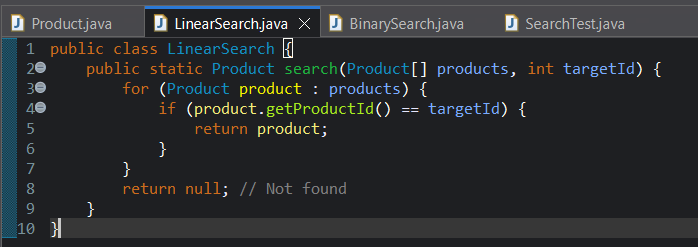 Product.java LinearSearch.java BinarySearch.java SearchTest.java
1 public class LinearSearch {
2 public static Product search(Product[] products, int targetId) {
3 for (Product product : products) {
4 if (product.getProductId() == targetId) {
5 return product;
6 }
7 }
8 return null; // Not found
9 }
10 }